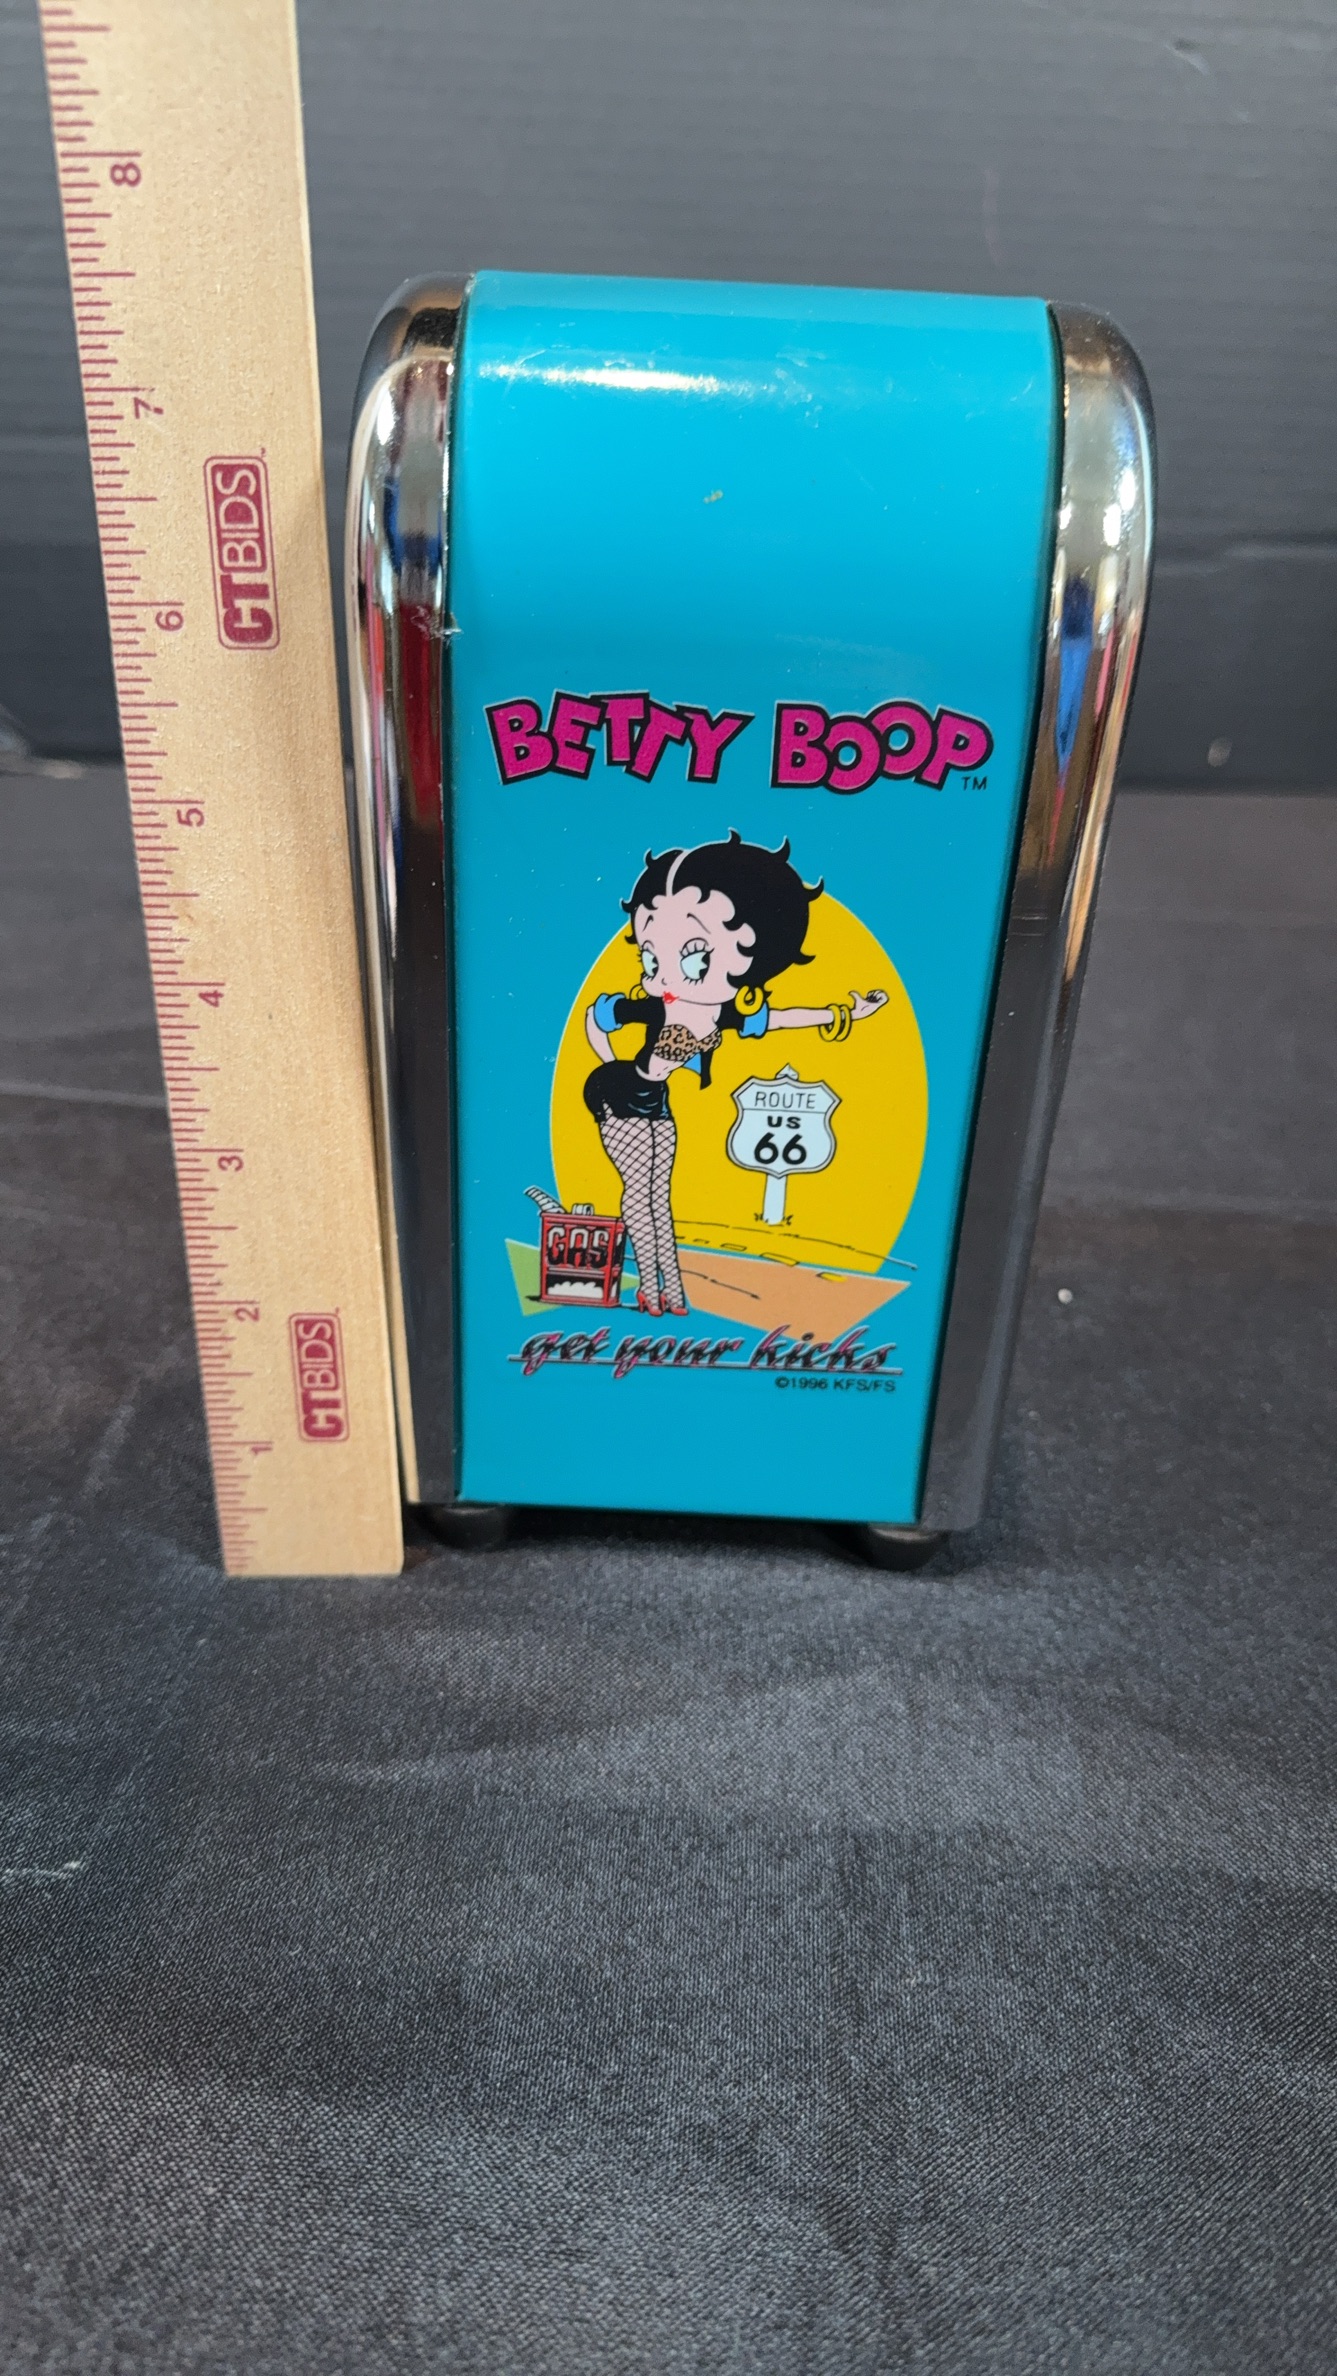 8
7
6
5
4
3
2
1
CTBIDS
CTBIDS
BETTY BOOP™
ROUTE
US
66
GAS
get your kicks
©1996 KFS/FS